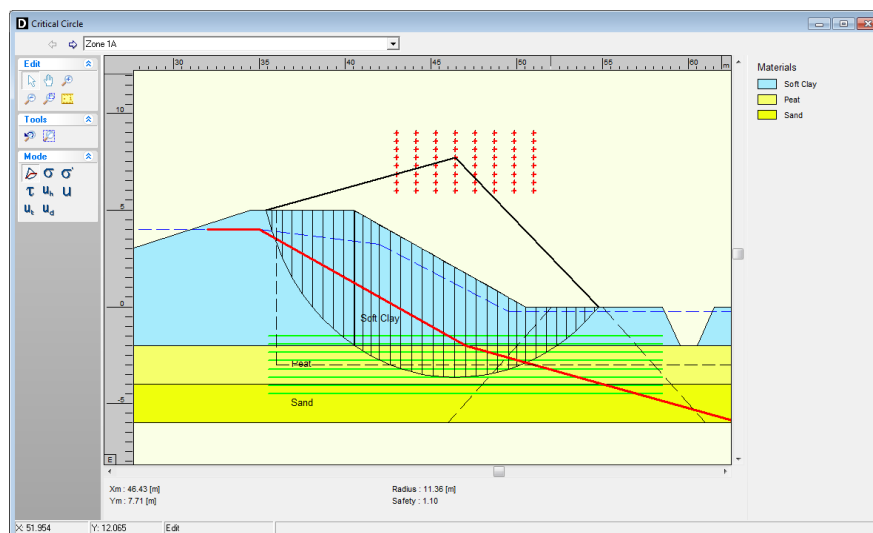 D Critical Circle
Zone 1A
Edit
Tools
Mode
σ σ'
τ uh u
ut ud
30 35 40 45 50 55 60 m
10
5
0
-5
E
Soft Clay
Peat
Sand
Materials
Soft Clay
Peat
Sand
Xm : 46.43 [m] Radius : 11.36 [m]
Ym : 7.71 [m] Safety : 1.10
X: 51.954 Y: 12.065 Edit